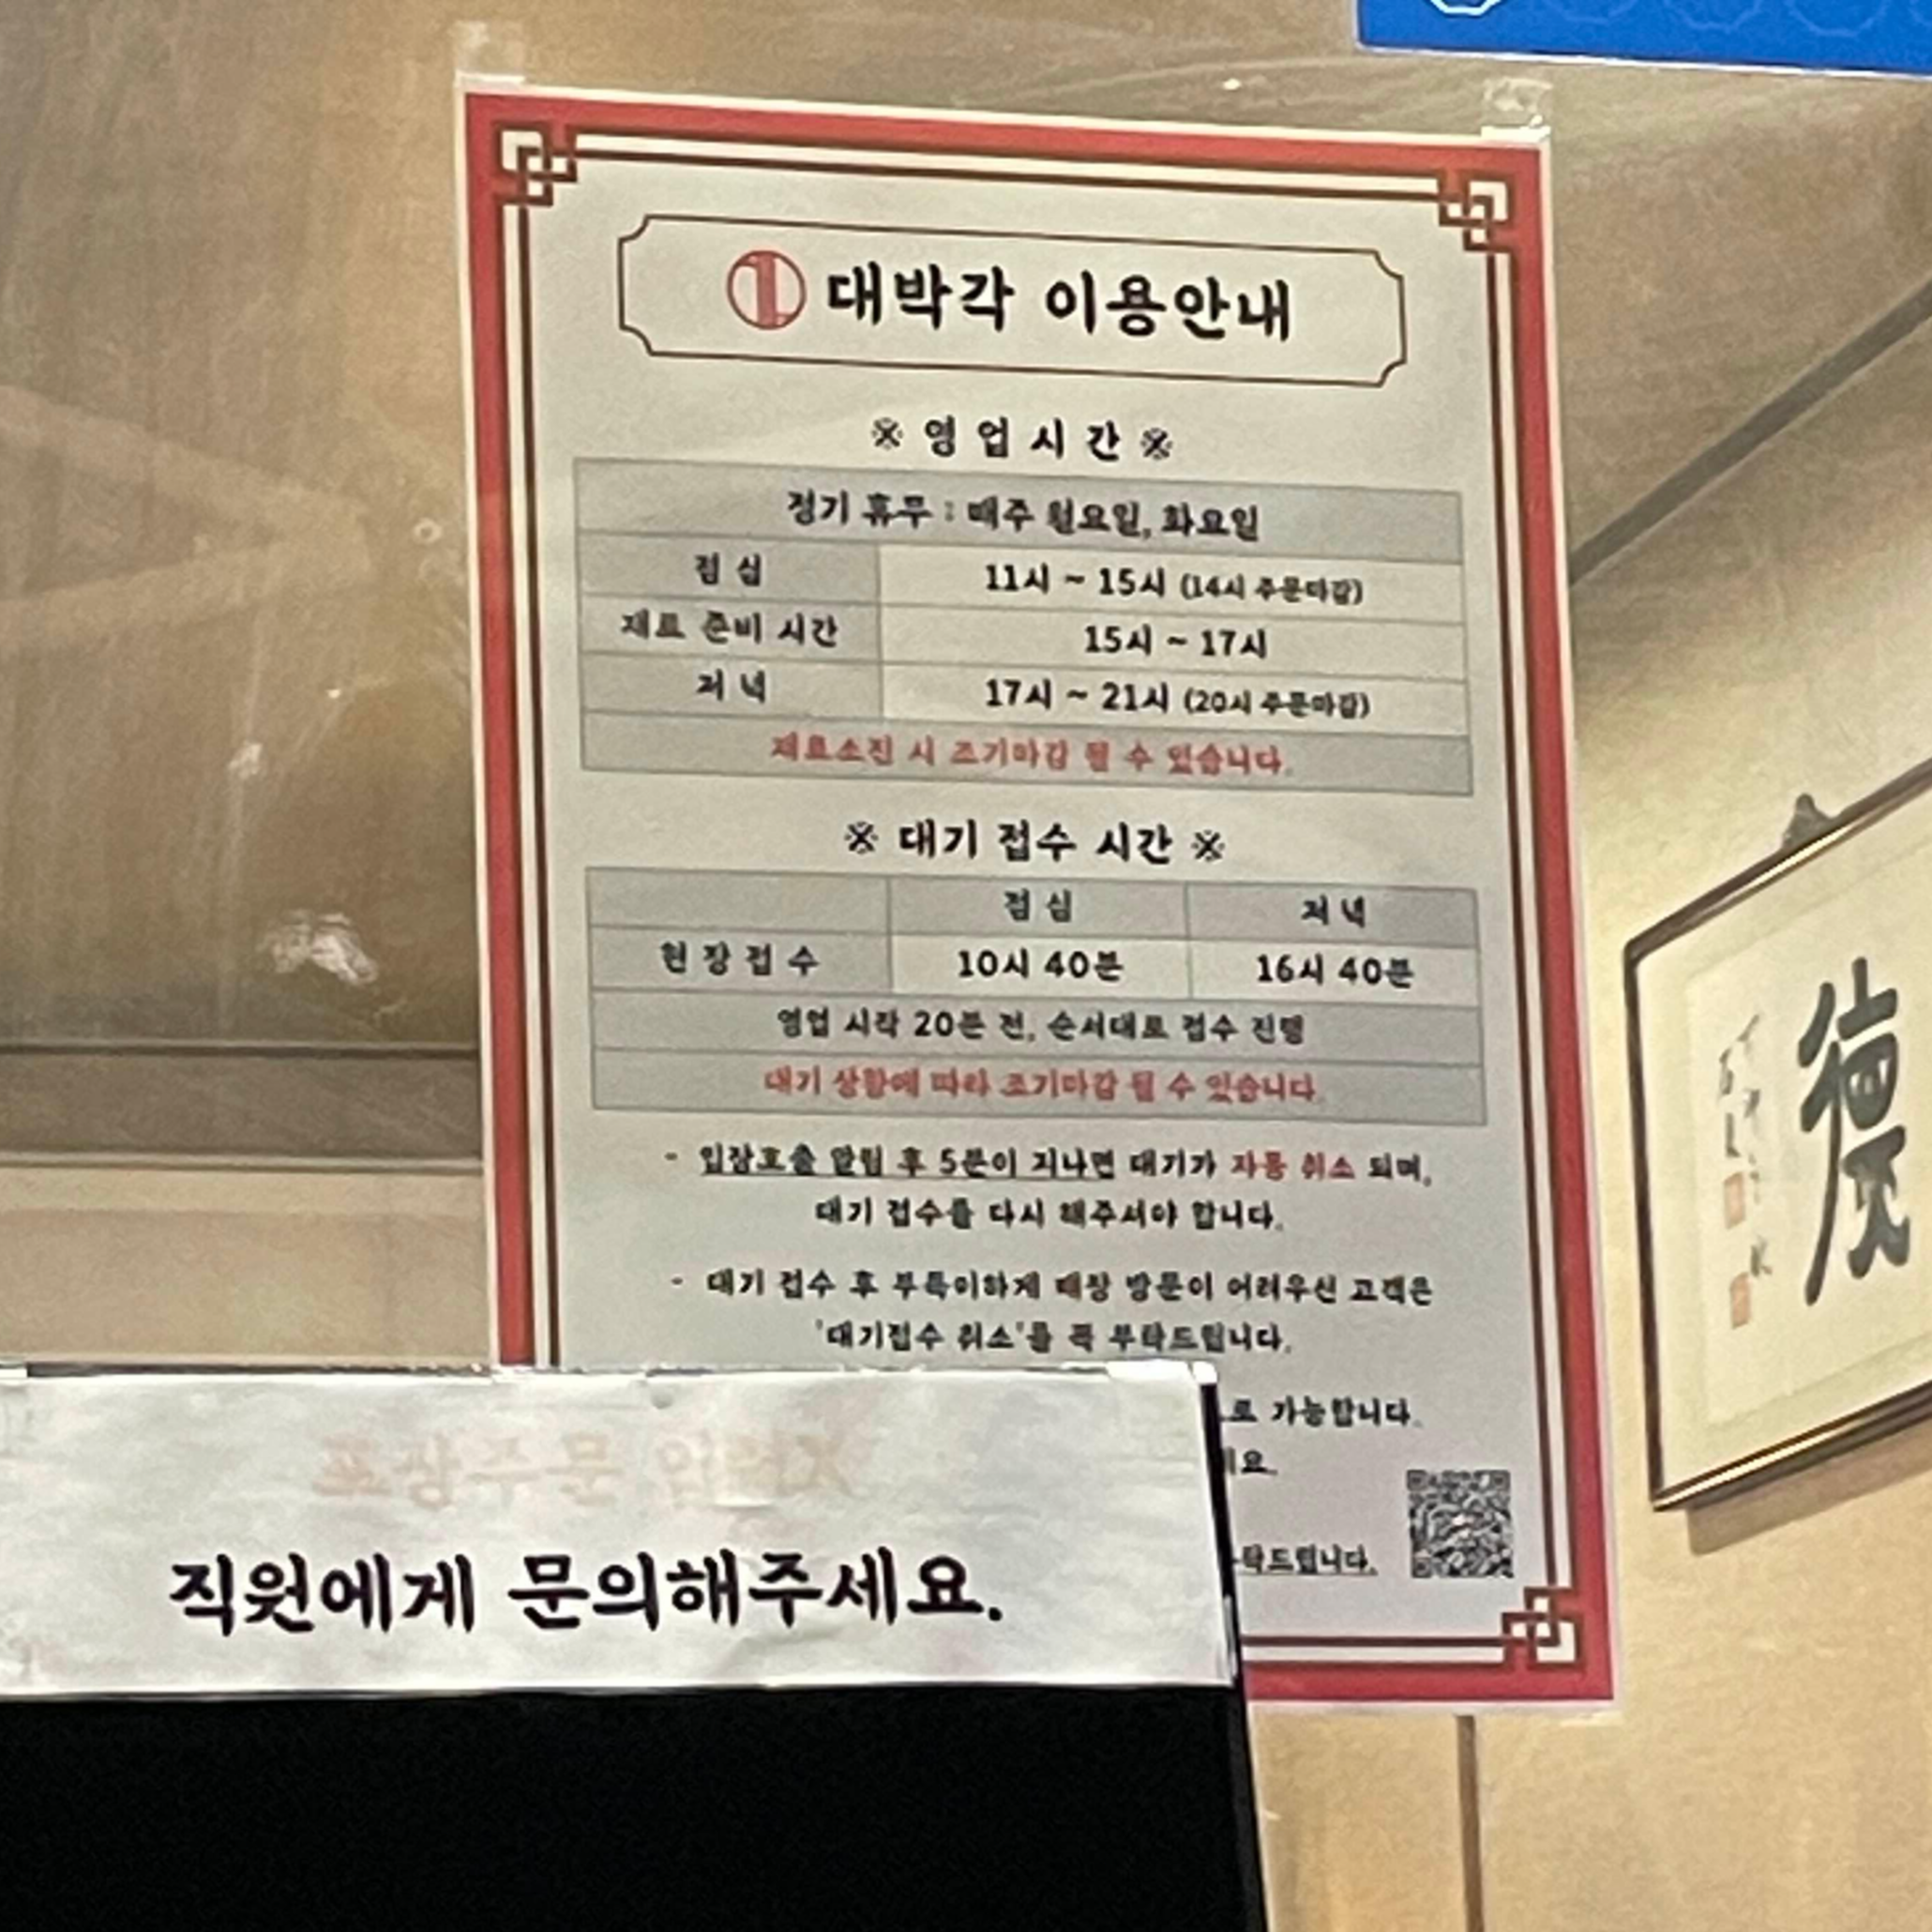 ① 대박각 이용안내
※ 영업시간 ※
정기 휴무 : 매주 월요일, 화요일
점심 11시 ~ 15시 (14시 주문마감)
재료 준비 시간 15시 ~ 17시
저녁 17시 ~ 21시 (20시 주문마감)
재료소진 시 조기마감 될 수 있습니다.
※ 대기 접수 시간 ※
점심 저녁
현장접수 10시 40분 16시 40분
영업 시작 20분 전, 순서대로 접수 진행
대기 상황에 따라 조기마감 될 수 있습니다.
- 입장호출 알림 후 5분이 지나면 대기가 자동 취소 되며,
대기 접수를 다시 해주셔야 합니다.
- 대기 접수 후 부득이하게 매장 방문이 어려우신 고객은
'대기접수 취소'를 꼭 부탁드립니다.
로 가능합니다.
요.
탁드립니다.
포장주문
직원에게 문의해주세요.
德